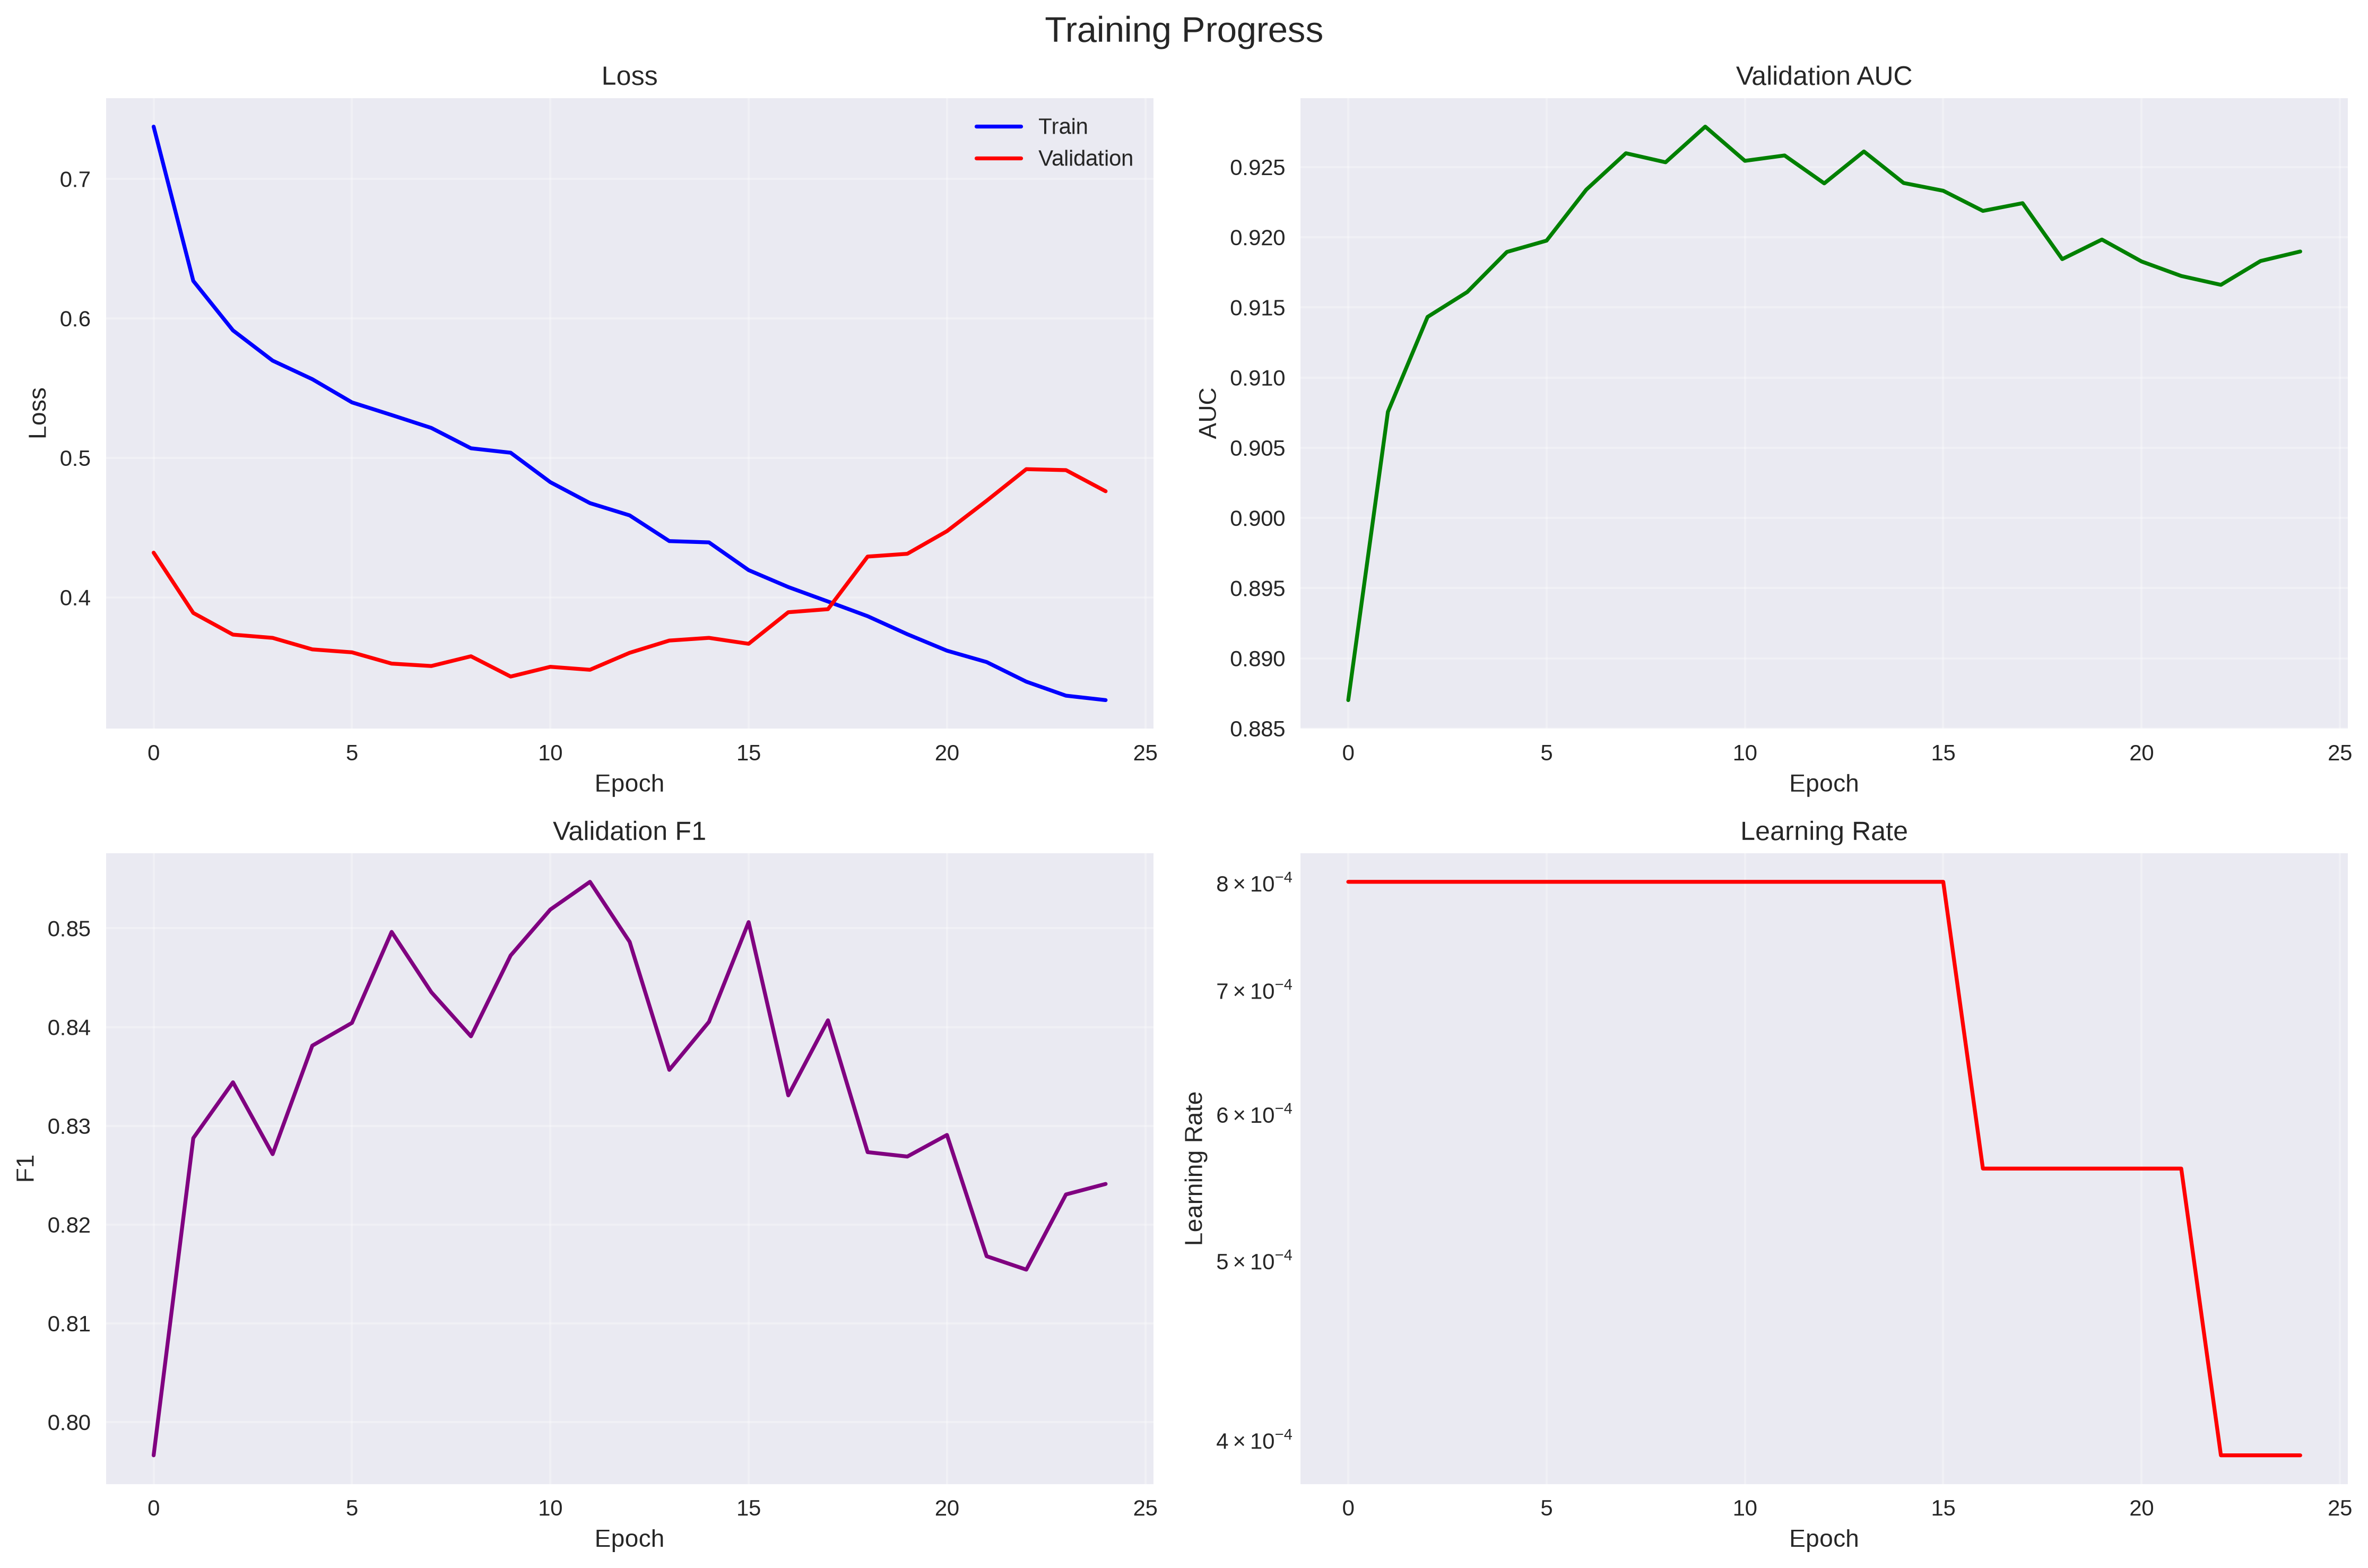 Training Progress
Loss
Train
Validation
0.7
0.6
0.5
0.4
Loss
0 5 10 15 20 25
Epoch
Validation AUC
0.925
0.920
0.915
0.910
0.905
0.900
0.895
0.890
0.885
AUC
0 5 10 15 20 25
Epoch
Validation F1
0.85
0.84
0.83
0.82
0.81
0.80
F1
0 5 10 15 20 25
Epoch
Learning Rate
8 × 10⁻⁴
7 × 10⁻⁴
6 × 10⁻⁴
5 × 10⁻⁴
4 × 10⁻⁴
Learning Rate
0 5 10 15 20 25
Epoch